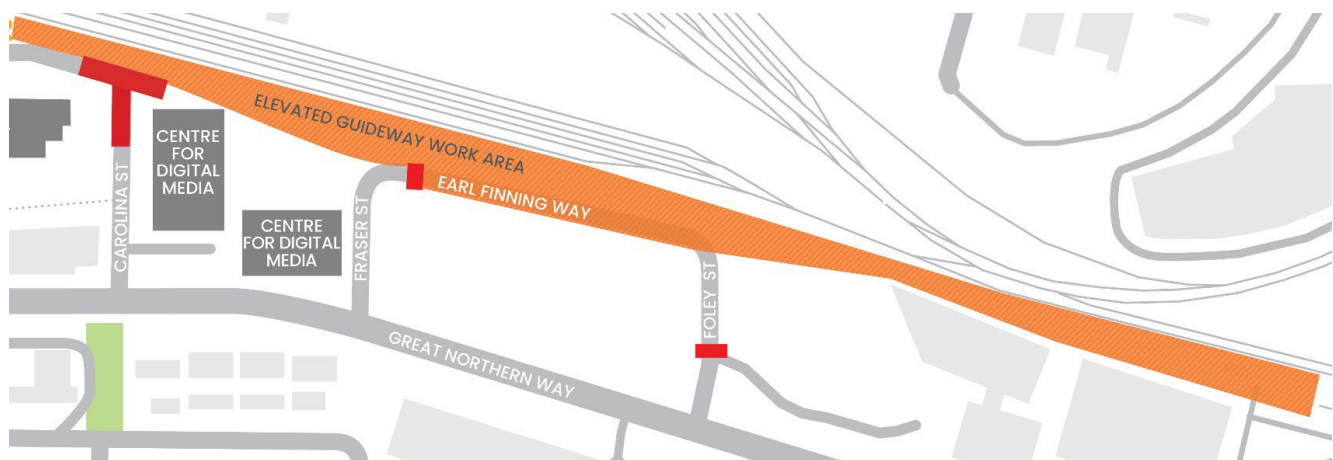 ELEVATED GUIDEWAY WORK AREA
CENTRE
FOR
DIGITAL
MEDIA
EARL FINNING WAY
CAROLINA ST
CENTRE
FOR DIGITAL
MEDIA
FRASER ST
FOLEY ST
GREAT NORTHERN WAY